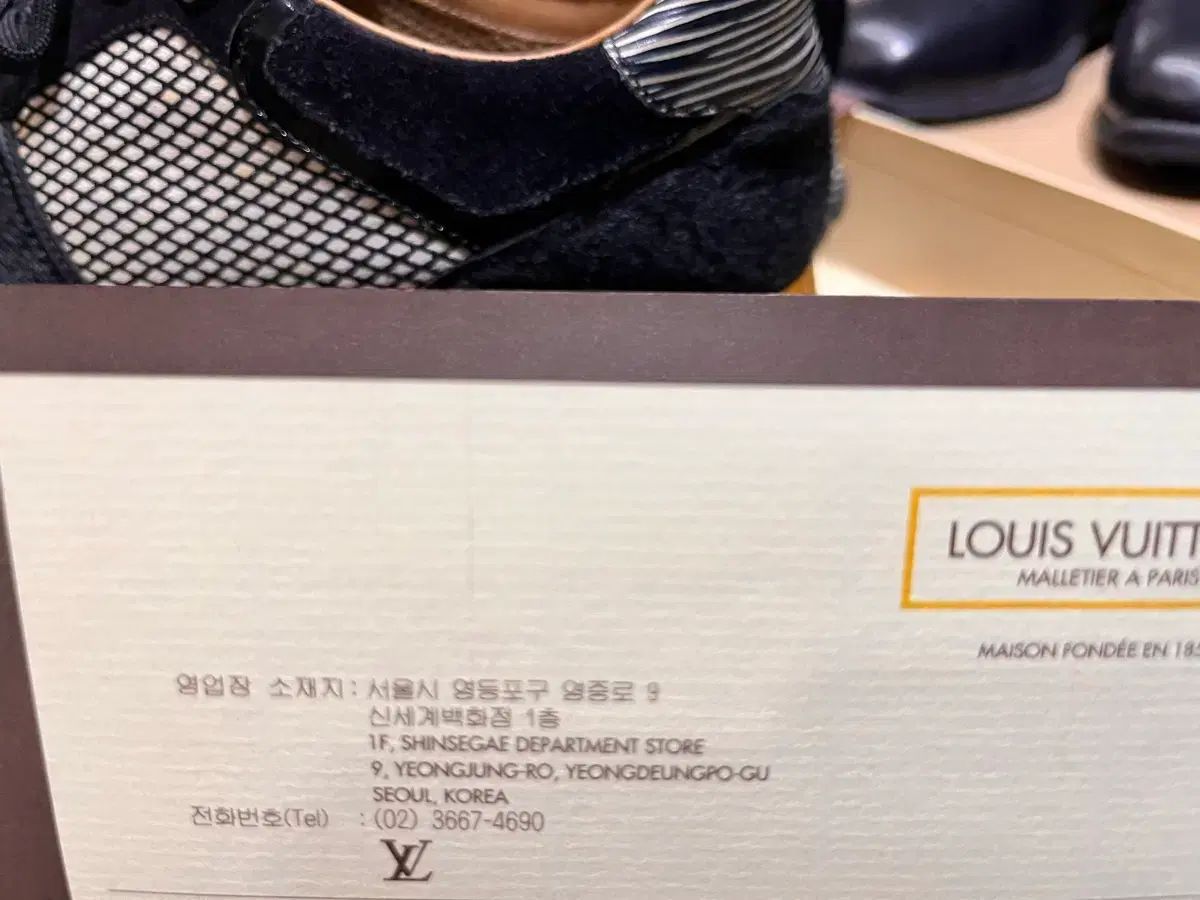 LOUIS VUITT
MALLETIER A PARIS
MAISON FONDÉE EN 185
영업장 소재지 : 서울시 영등포구 영중로 9
신세계백화점 1층
1F, SHINSEGAE DEPARTMENT STORE
9, YEONGJUNG-RO, YEONGDEUNGPO-GU
SEOUL, KOREA
전화번호(Tel) : (02) 3667-4690
LV